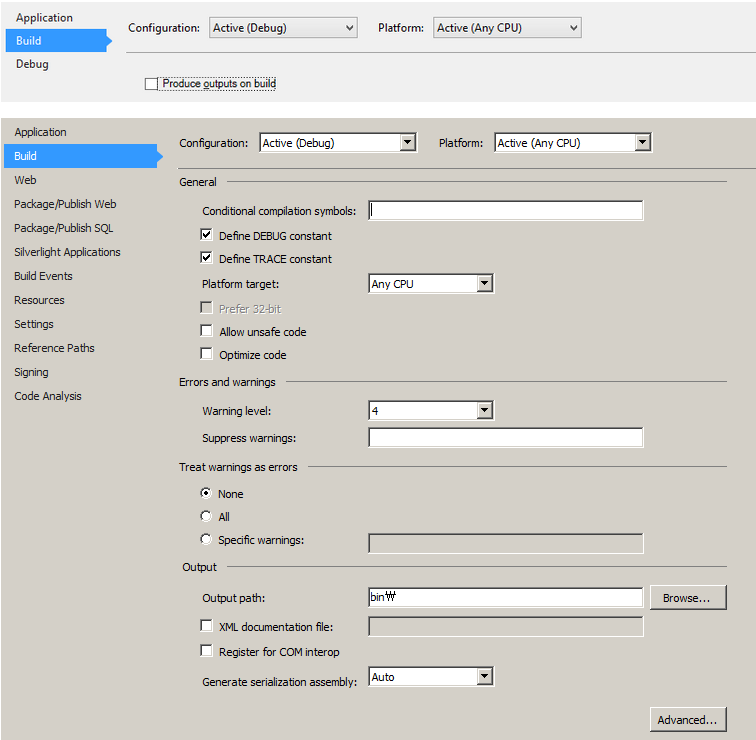 Application
Build
Debug
Configuration: Active (Debug) Platform: Active (Any CPU)
Produce outputs on build
Application
Build
Web
Package/Publish Web
Package/Publish SQL
Silverlight Applications
Build Events
Resources
Settings
Reference Paths
Signing
Code Analysis
Configuration: Active (Debug) Platform: Active (Any CPU)
General
Conditional compilation symbols:
Define DEBUG constant
Define TRACE constant
Platform target: Any CPU
Prefer 32-bit
Allow unsafe code
Optimize code
Errors and warnings
Warning level: 4
Suppress warnings:
Treat warnings as errors
None
All
Specific warnings:
Output
Output path: bin₩ Browse...
XML documentation file:
Register for COM interop
Generate serialization assembly: Auto
Advanced...